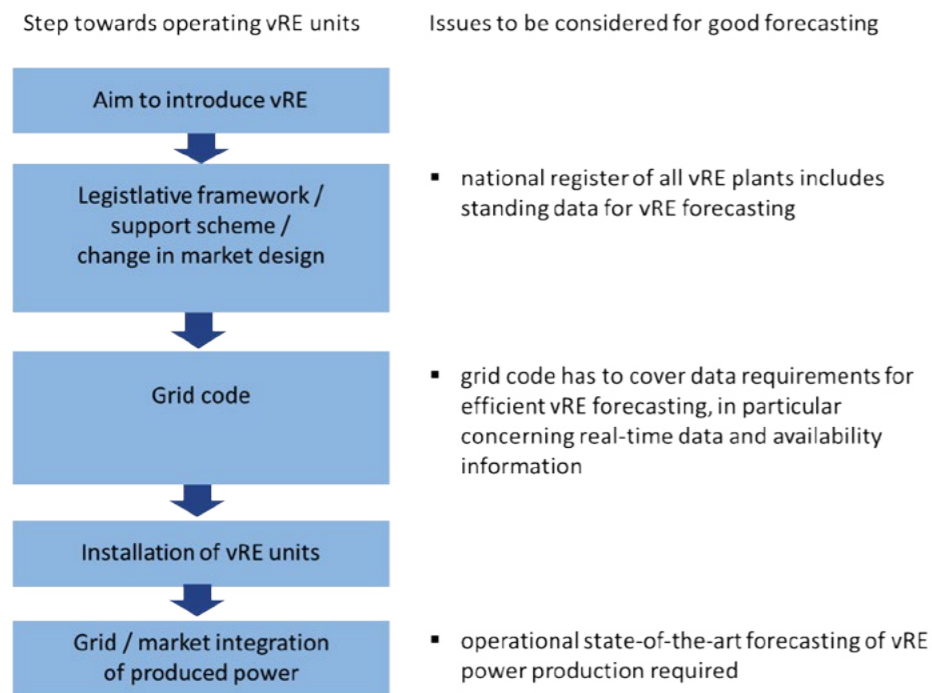 Step towards operating vRE units
Issues to be considered for good forecasting
Aim to introduce vRE
Legistlative framework /
support scheme /
change in market design
▪ national register of all vRE plants includes
standing data for vRE forecasting
Grid code
▪ grid code has to cover data requirements for
efficient vRE forecasting, in particular
concerning real-time data and availability
information
Installation of vRE units
Grid / market integration
of produced power
▪ operational state-of-the-art forecasting of vRE
power production required